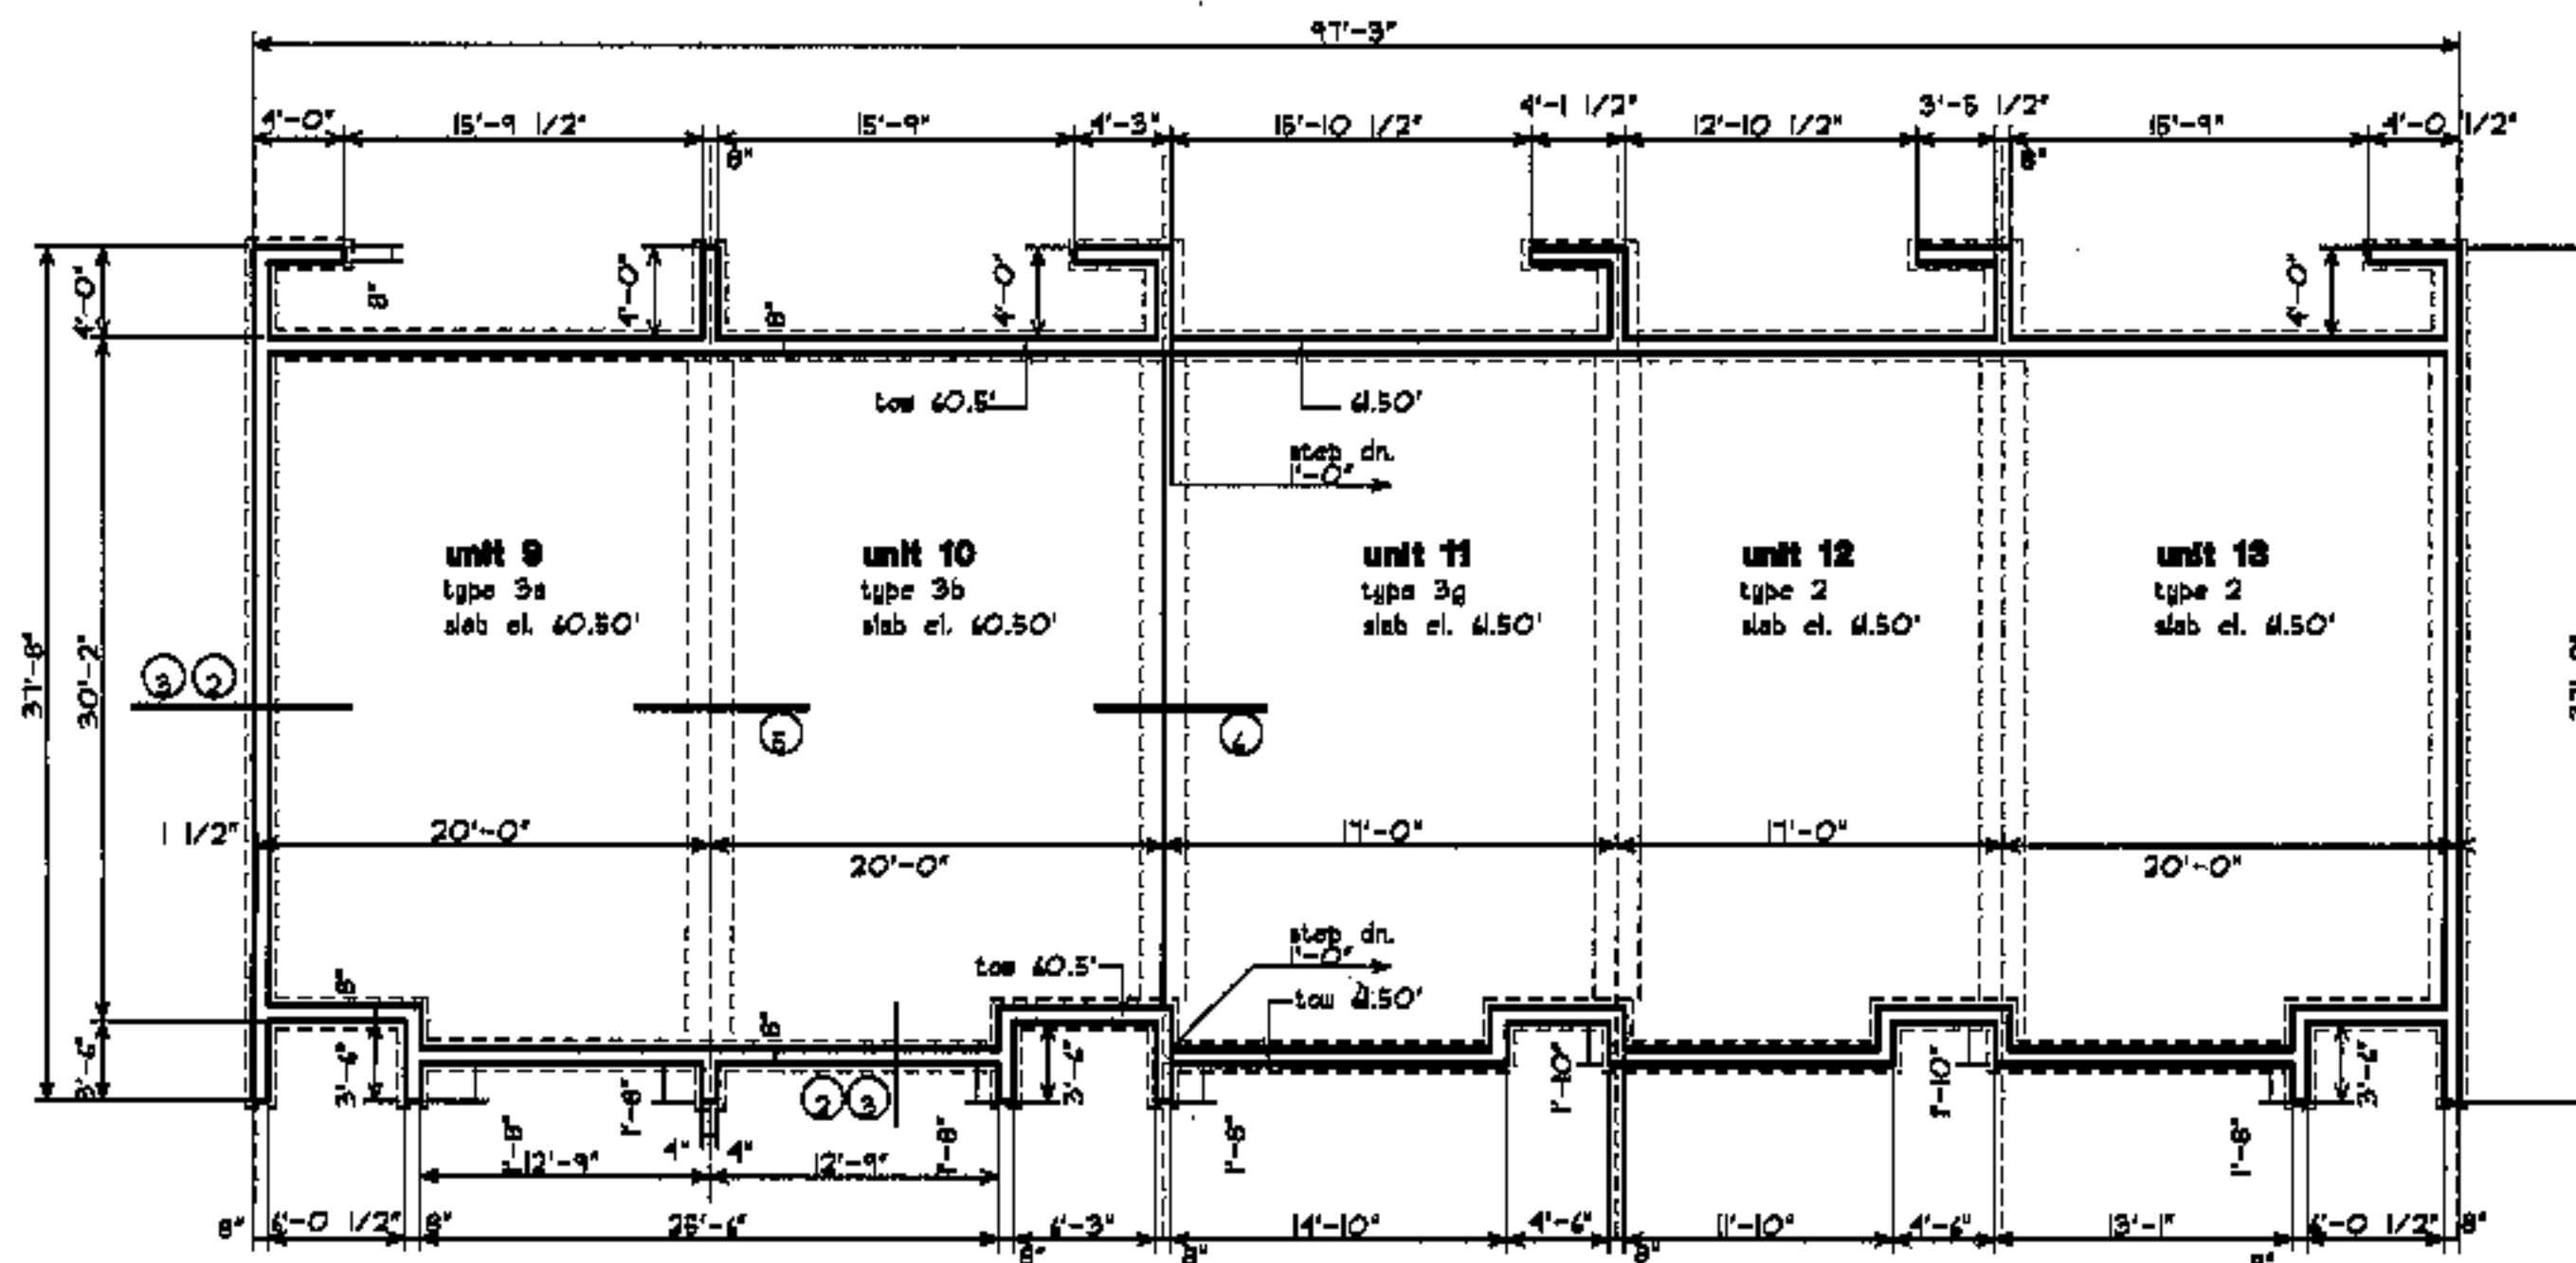 97'-3"
4'-0" 15'-9 1/2" 15'-9" 4'-3" 15'-10 1/2" 4'-1 1/2" 12'-10 1/2" 3'-5 1/2" 15'-9" 4'-0 1/2"
8" 8"
4'-0" 8" 4'-0" 8" 4'-0" 4'-0"
tow 60.5' 61.50'
step dn.
1'-0"
unit 9
type 3a
slab el. 60.50'
unit 10
type 3b
slab el. 60.50'
unit 11
type 3g
slab el. 61.50'
unit 12
type 2
slab el. 61.50'
unit 13
type 2
slab el. 61.50'
37'-8" 30'-2"
3 2
5
1 1/2" 20'-0" 20'-0" 17'-0" 17'-0" 20'-0"
step dn.
1'-0"
tow 60.5'
tow 61.50'
8" 8"
3'-6" 3'-6" 3'-6" 1'-10" 1'-10" 3'-6"
1'-8" 1'-8" 2 3 1'-8" 1'-8" 1'-8"
4" 4"
12'-9" 12'-9"
8" 6'-0 1/2" 8" 25'-6" 6'-3" 14'-10" 4'-6" 11'-10" 4'-6" 13'-1" 6'-0 1/2" 8"